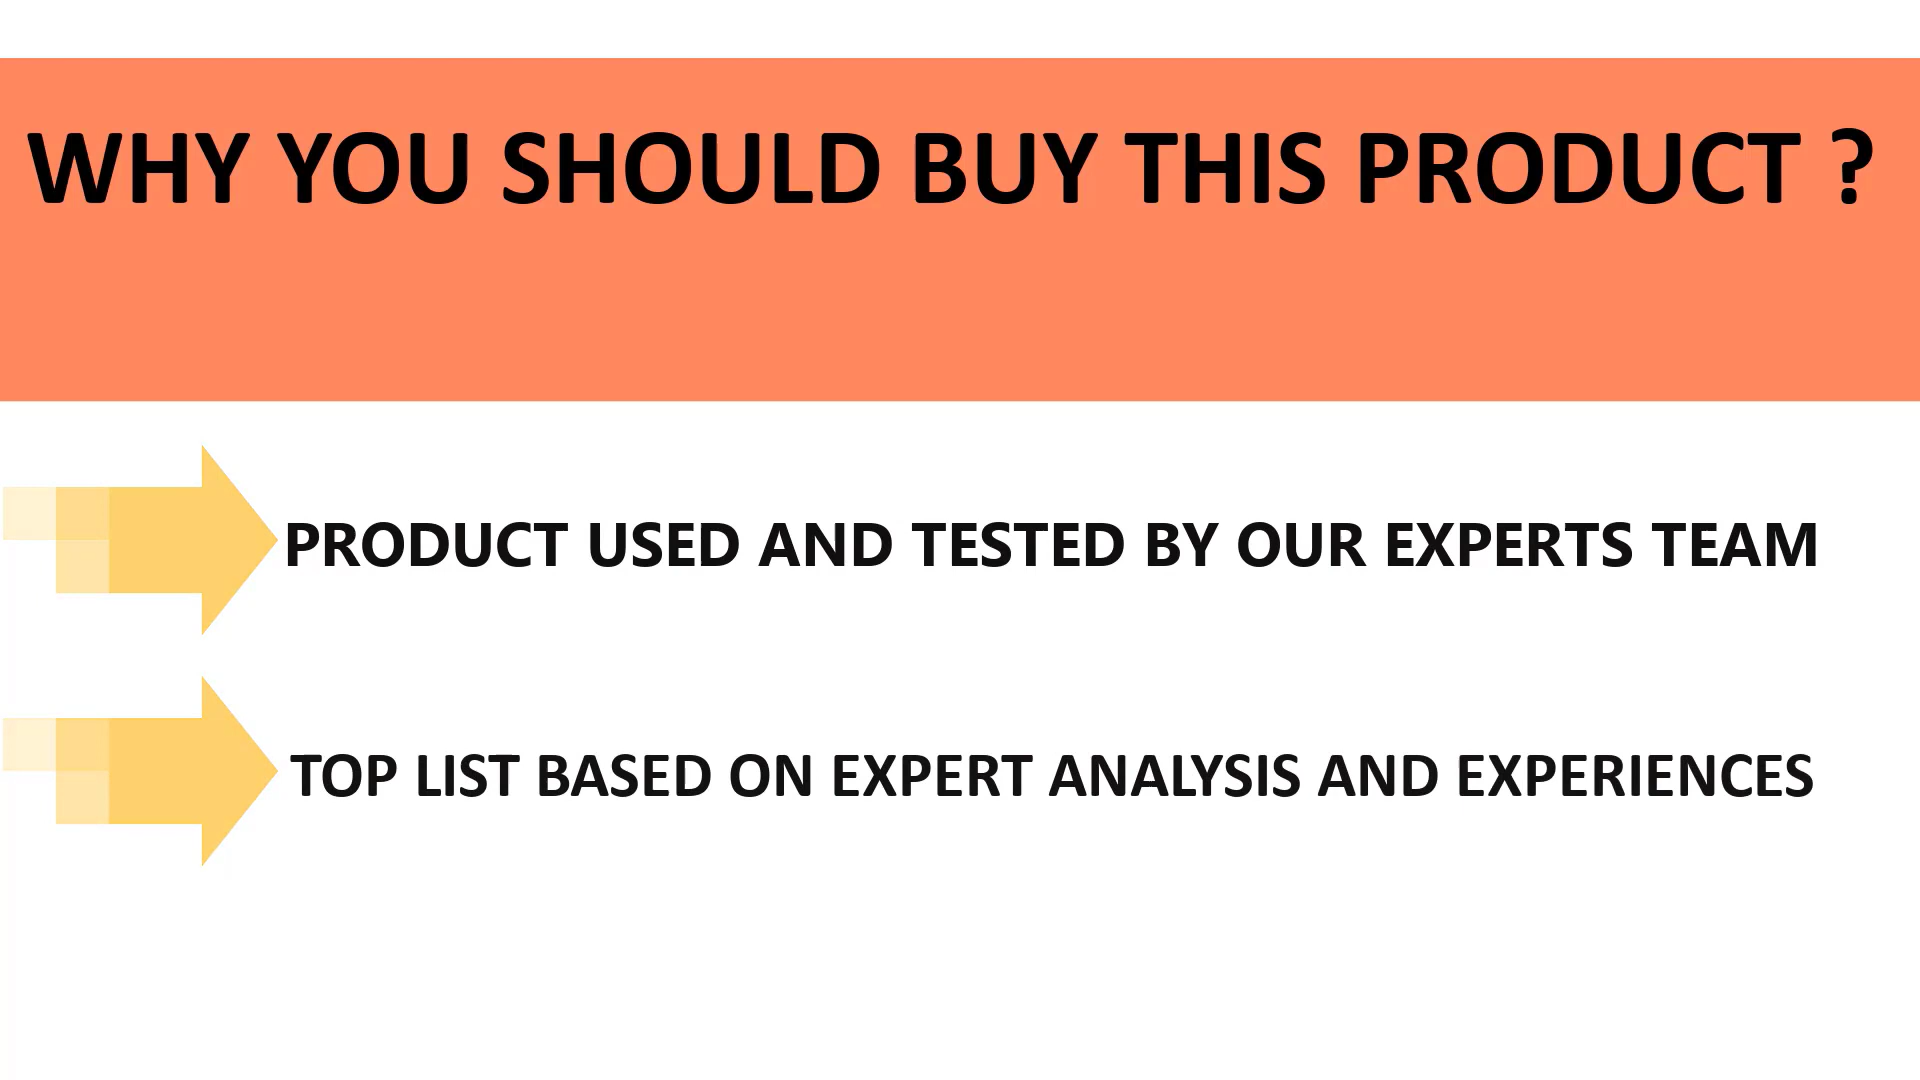 WHY YOU SHOULD BUY THIS PRODUCT ?
PRODUCT USED AND TESTED BY OUR EXPERTS TEAM
TOP LIST BASED ON EXPERT ANALYSIS AND EXPERIENCES